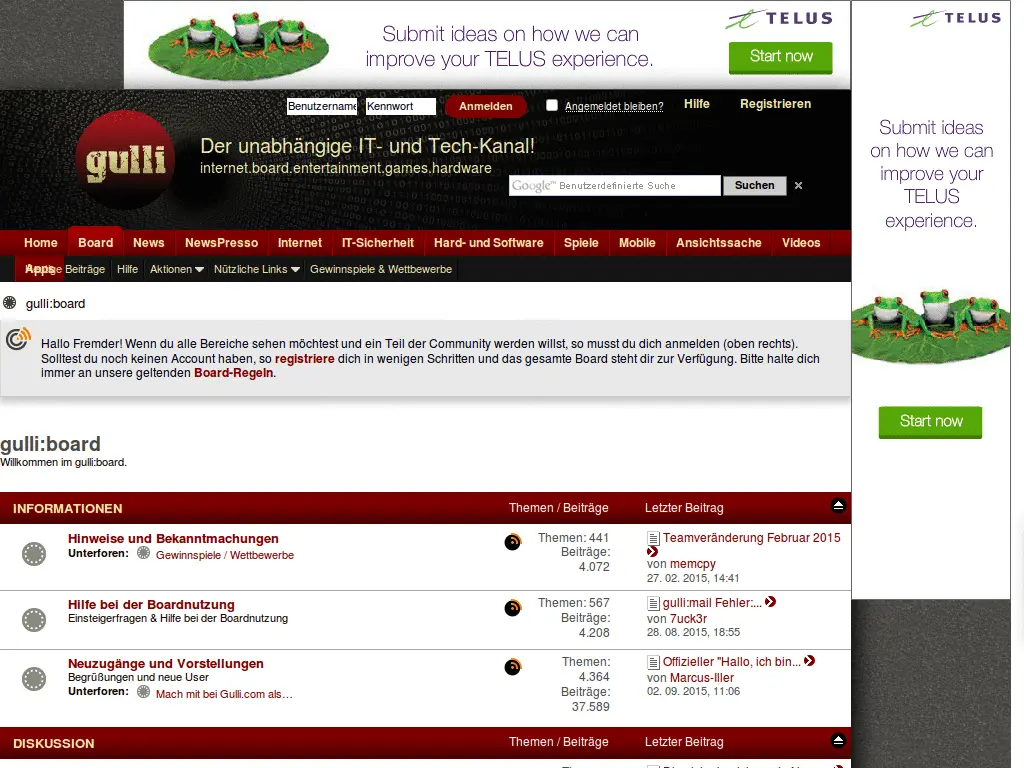 Submit ideas on how we can
improve your TELUS experience.
TELUS
Start now
TELUS
Submit ideas
on how we can
improve your
TELUS
experience.
Start now
Benutzername
Kennwort
Anmelden
Angemeldet bleiben?
Hilfe
Registrieren
gulli
Der unabhängige IT- und Tech-Kanal!
internet.board.entertainment.games.hardware
Google™ Benutzerdefinierte Suche
Suchen
×
Home
Board
News
NewsPresso
Internet
IT-Sicherheit
Hard- und Software
Spiele
Mobile
Ansichtssache
Videos
Apps
Heutige Beiträge
Hilfe
Aktionen
Nützliche Links
Gewinnspiele & Wettbewerbe
gulli:board
Hallo Fremder! Wenn du alle Bereiche sehen möchtest und ein Teil der Community werden willst, so musst du dich anmelden (oben rechts).
Solltest du noch keinen Account haben, so registriere dich in wenigen Schritten und das gesamte Board steht dir zur Verfügung. Bitte halte dich
immer an unsere geltenden Board-Regeln.
gulli:board
Willkommen im gulli:board.
INFORMATIONEN
Themen / Beiträge
Letzter Beitrag
Hinweise und Bekanntmachungen
Unterforen: Gewinnspiele / Wettbewerbe
Themen: 441
Beiträge:
4.072
Teamveränderung Februar 2015
von memcpy
27. 02. 2015, 14:41
Hilfe bei der Boardnutzung
Einsteigerfragen & Hilfe bei der Boardnutzung
Themen: 567
Beiträge:
4.208
gulli:mail Fehler:...
von 7uck3r
28. 08. 2015, 18:55
Neuzugänge und Vorstellungen
Begrüßungen und neue User
Unterforen: Mach mit bei Gulli.com als…
Themen:
4.364
Beiträge:
37.589
Offizieller "Hallo, ich bin...
von Marcus-Iller
02. 09. 2015, 11:06
DISKUSSION
Themen / Beiträge
Letzter Beitrag